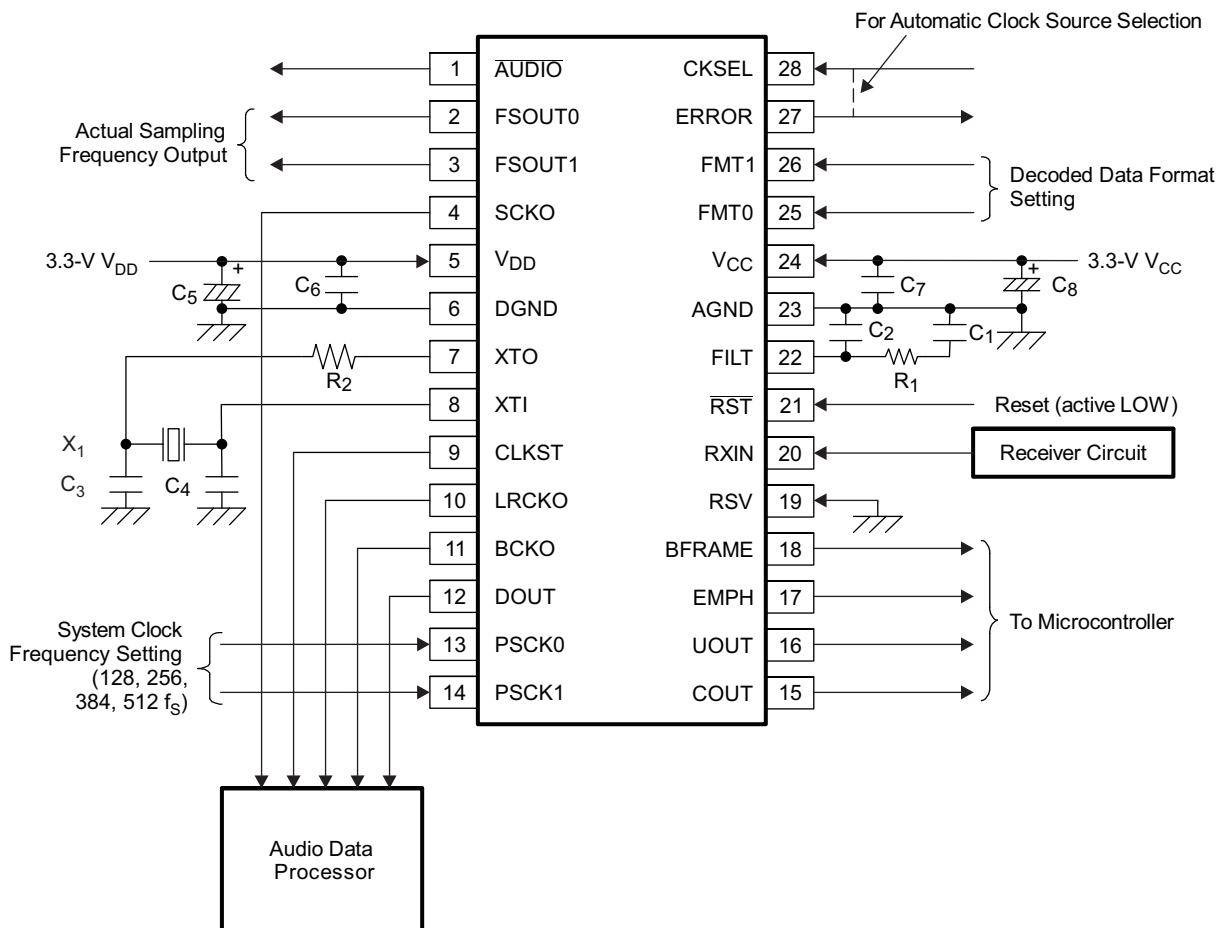 For Automatic Clock Source Selection
1 AUDIO CKSEL 28
2 FSOUT0 ERROR 27
Actual Sampling
Frequency Output
3 FSOUT1 FMT1 26
Decoded Data Format
Setting
4 SCKO FMT0 25
3.3-V VDD 5 VDD VCC 24 3.3-V VCC
C5 C6 C7 C8
6 DGND AGND 23
C2 C1
7 XTO FILT 22
R2 R1
8 XTI RST 21 Reset (active LOW)
X1
9 CLKST RXIN 20 Receiver Circuit
C3 C4
10 LRCKO RSV 19
11 BCKO BFRAME 18
12 DOUT EMPH 17
To Microcontroller
System Clock
Frequency Setting
(128, 256,
384, 512 fS)
13 PSCK0 UOUT 16
14 PSCK1 COUT 15
Audio Data
Processor